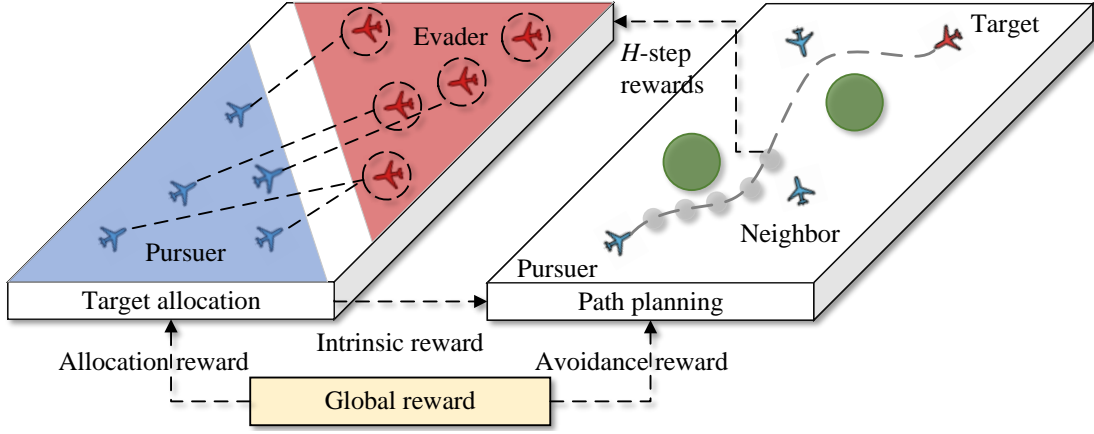 Evader
Pursuer
Target allocation
H-step
rewards
Target
Neighbor
Pursuer
Path planning
Intrinsic reward
Allocation reward
Avoidance reward
Global reward